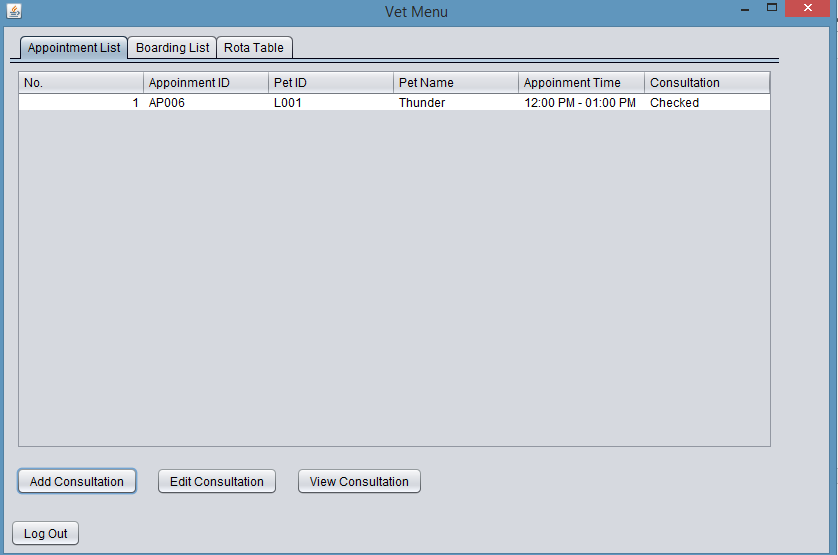 Vet Menu
Appointment List Boarding List Rota Table
No. Appoinment ID Pet ID Pet Name Appoinment Time Consultation
1 AP006 L001 Thunder 12:00 PM - 01:00 PM Checked
Add Consultation Edit Consultation View Consultation
Log Out